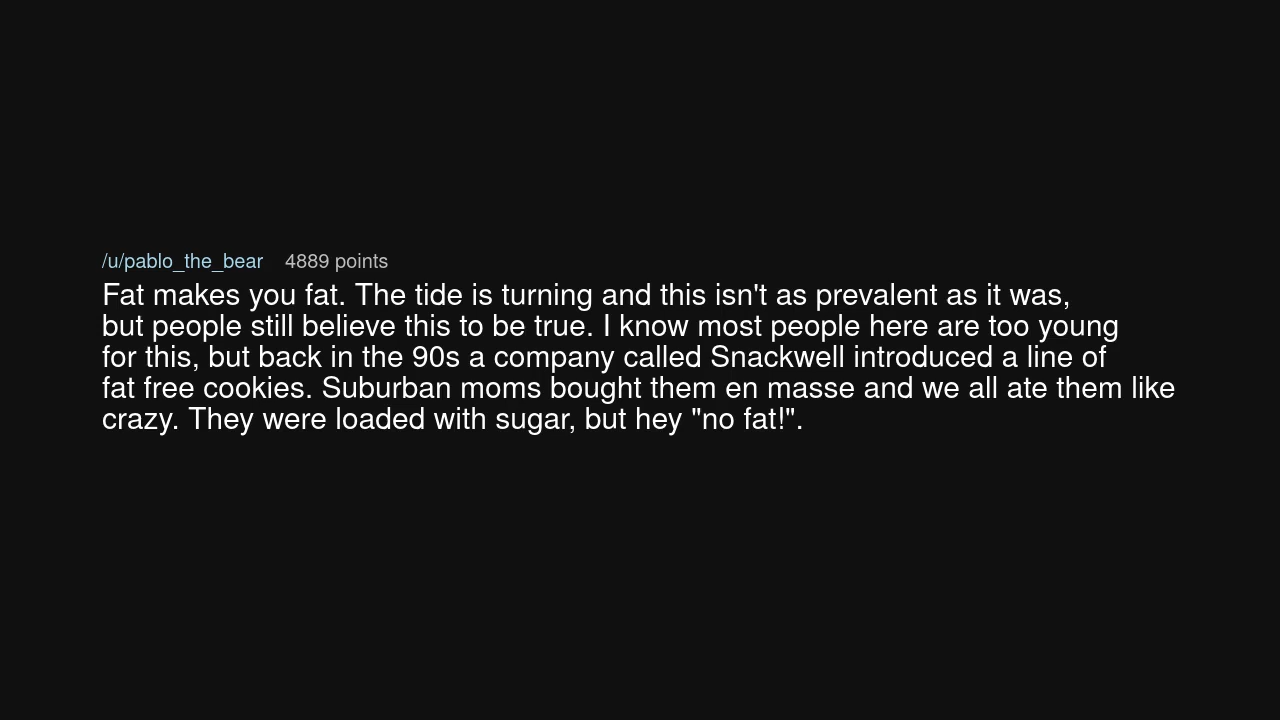 /u/pablo_the_bear 4889 points
Fat makes you fat. The tide is turning and this isn't as prevalent as it was,
but people still believe this to be true. I know most people here are too young
for this, but back in the 90s a company called Snackwell introduced a line of
fat free cookies. Suburban moms bought them en masse and we all ate them like
crazy. They were loaded with sugar, but hey "no fat!".